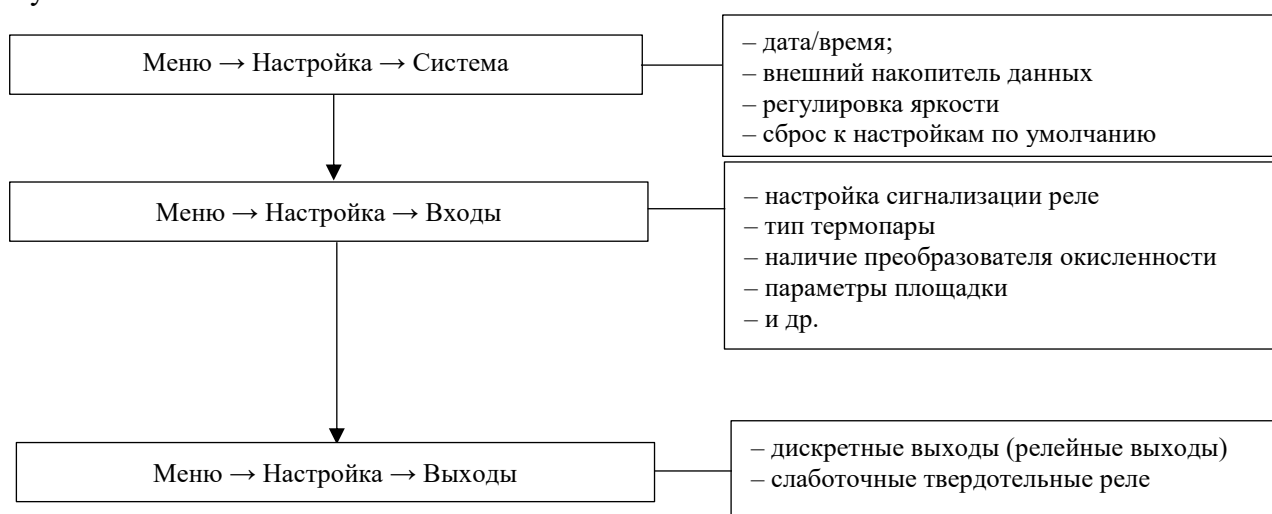 Меню → Настройка → Система
– дата/время;
– внешний накопитель данных
– регулировка яркости
– сброс к настройкам по умолчанию
Меню → Настройка → Входы
– настройка сигнализации реле
– тип термопары
– наличие преобразователя окисленности
– параметры площадки
– и др.
Меню → Настройка → Выходы
– дискретные выходы (релейные выходы)
– слаботочные твердотельные реле